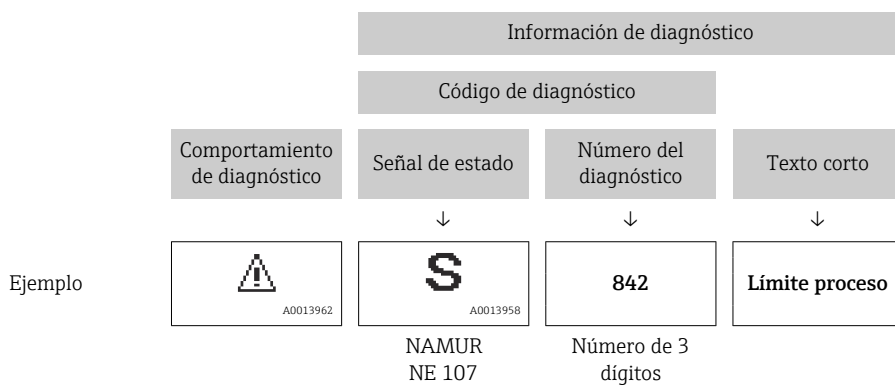 Información de diagnóstico
Código de diagnóstico
Comportamiento
de diagnóstico
Señal de estado
Número del
diagnóstico
Texto corto
↓
↓
↓
Ejemplo
A0013962
S
A0013958
842
Límite proceso
NAMUR
NE 107
Número de 3
dígitos